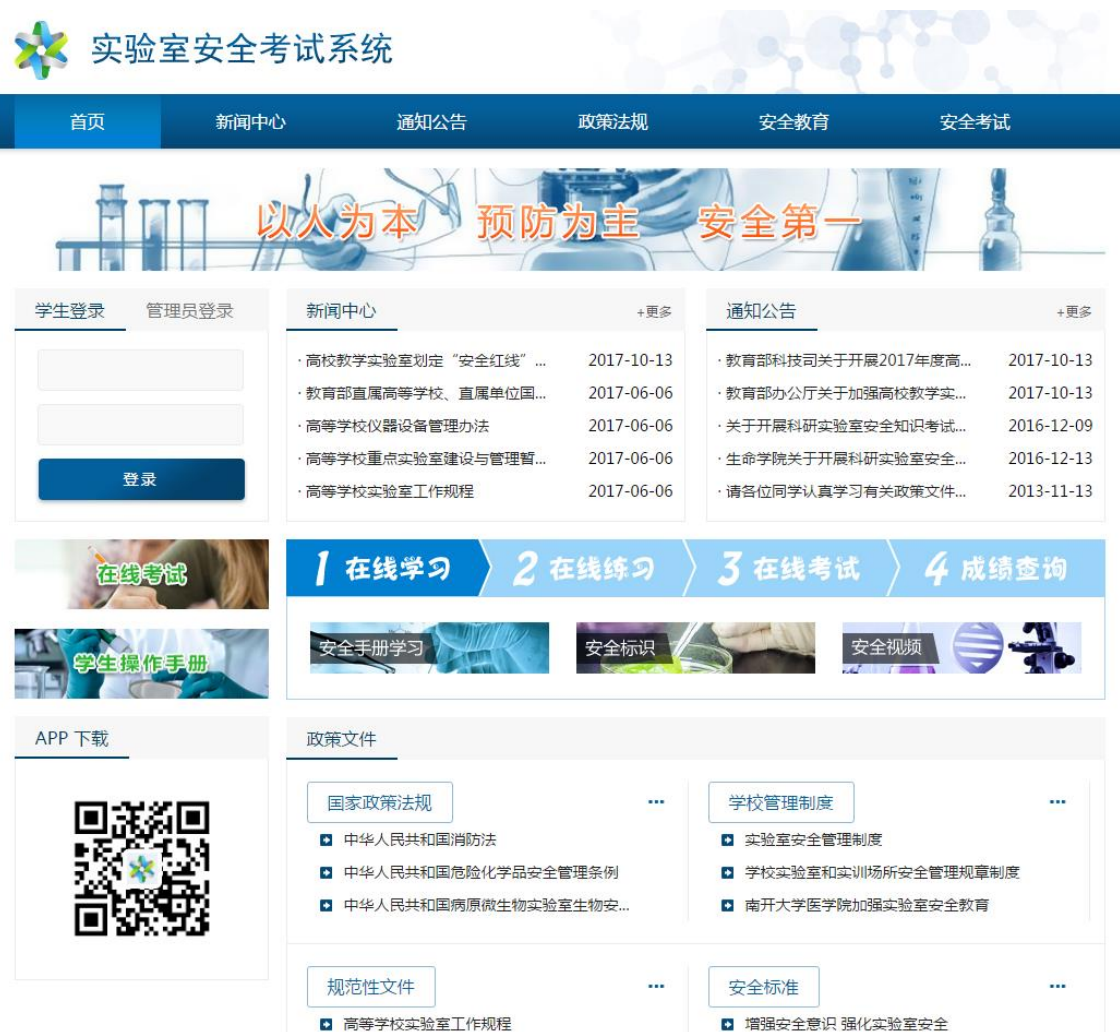 实验室安全考试系统
首页 新闻中心 通知公告 政策法规 安全教育 安全考试
以人为本 预防为主 安全第一
学生登录 管理员登录
登录
新闻中心 +更多
·高校教学实验室划定“安全红线”... 2017-10-13
·教育部直属高等学校、直属单位国... 2017-06-06
·高等学校仪器设备管理办法 2017-06-06
·高等学校重点实验室建设与管理暂... 2017-06-06
·高等学校实验室工作规程 2017-06-06
通知公告 +更多
·教育部科技司关于开展2017年度高... 2017-10-13
·教育部办公厅关于加强高校教学实... 2017-10-13
·关于开展科研实验室安全知识考试... 2016-12-09
·生命学院关于开展科研实验室安全... 2016-12-13
·请各位同学认真学习有关政策文件... 2013-11-13
在线考试
学生操作手册
1 在线学习 2 在线练习 3 在线考试 4 成绩查询
安全手册学习 安全标识 安全视频
APP 下载
政策文件
国家政策法规 ...
中华人民共和国消防法
中华人民共和国危险化学品安全管理条例
中华人民共和国病原微生物实验室生物安...
学校管理制度 ...
实验室安全管理制度
学校实验室和实训场所安全管理规章制度
南开大学医学院加强实验室安全教育
规范性文件 ...
高等学校实验室工作规程
安全标准 ...
增强安全意识 强化实验室安全